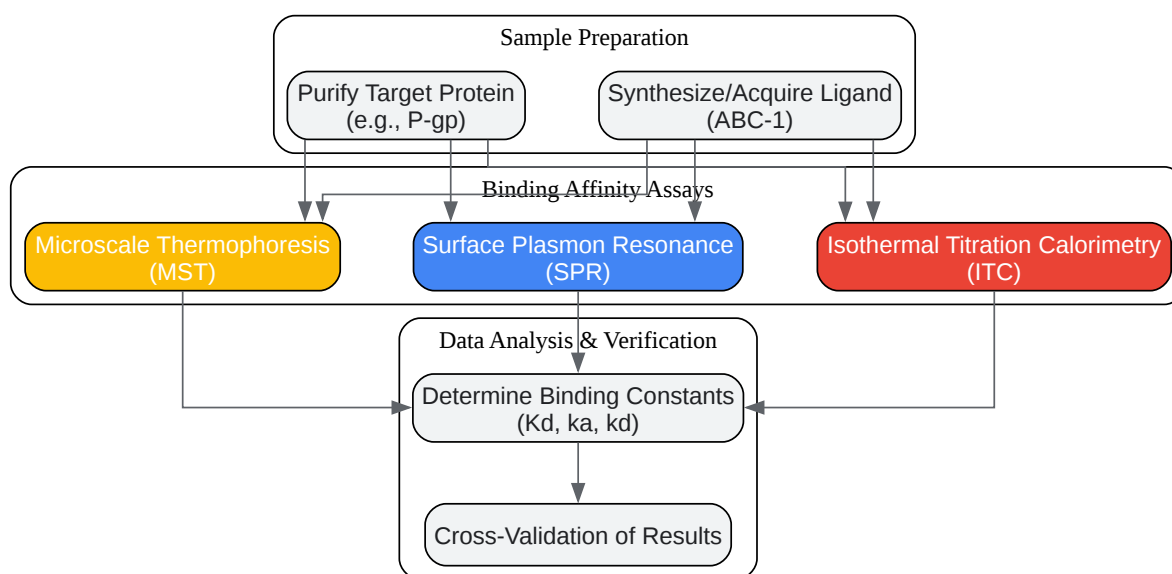 Sample Preparation
Purify Target Protein
(e.g., P-gp)
Synthesize/Acquire Ligand
(ABC-1)
Binding Affinity Assays
Microscale Thermophoresis
(MST)
Surface Plasmon Resonance
(SPR)
Isothermal Titration Calorimetry
(ITC)
Data Analysis & Verification
Determine Binding Constants
(Kd, ka, kd)
Cross-Validation of Results